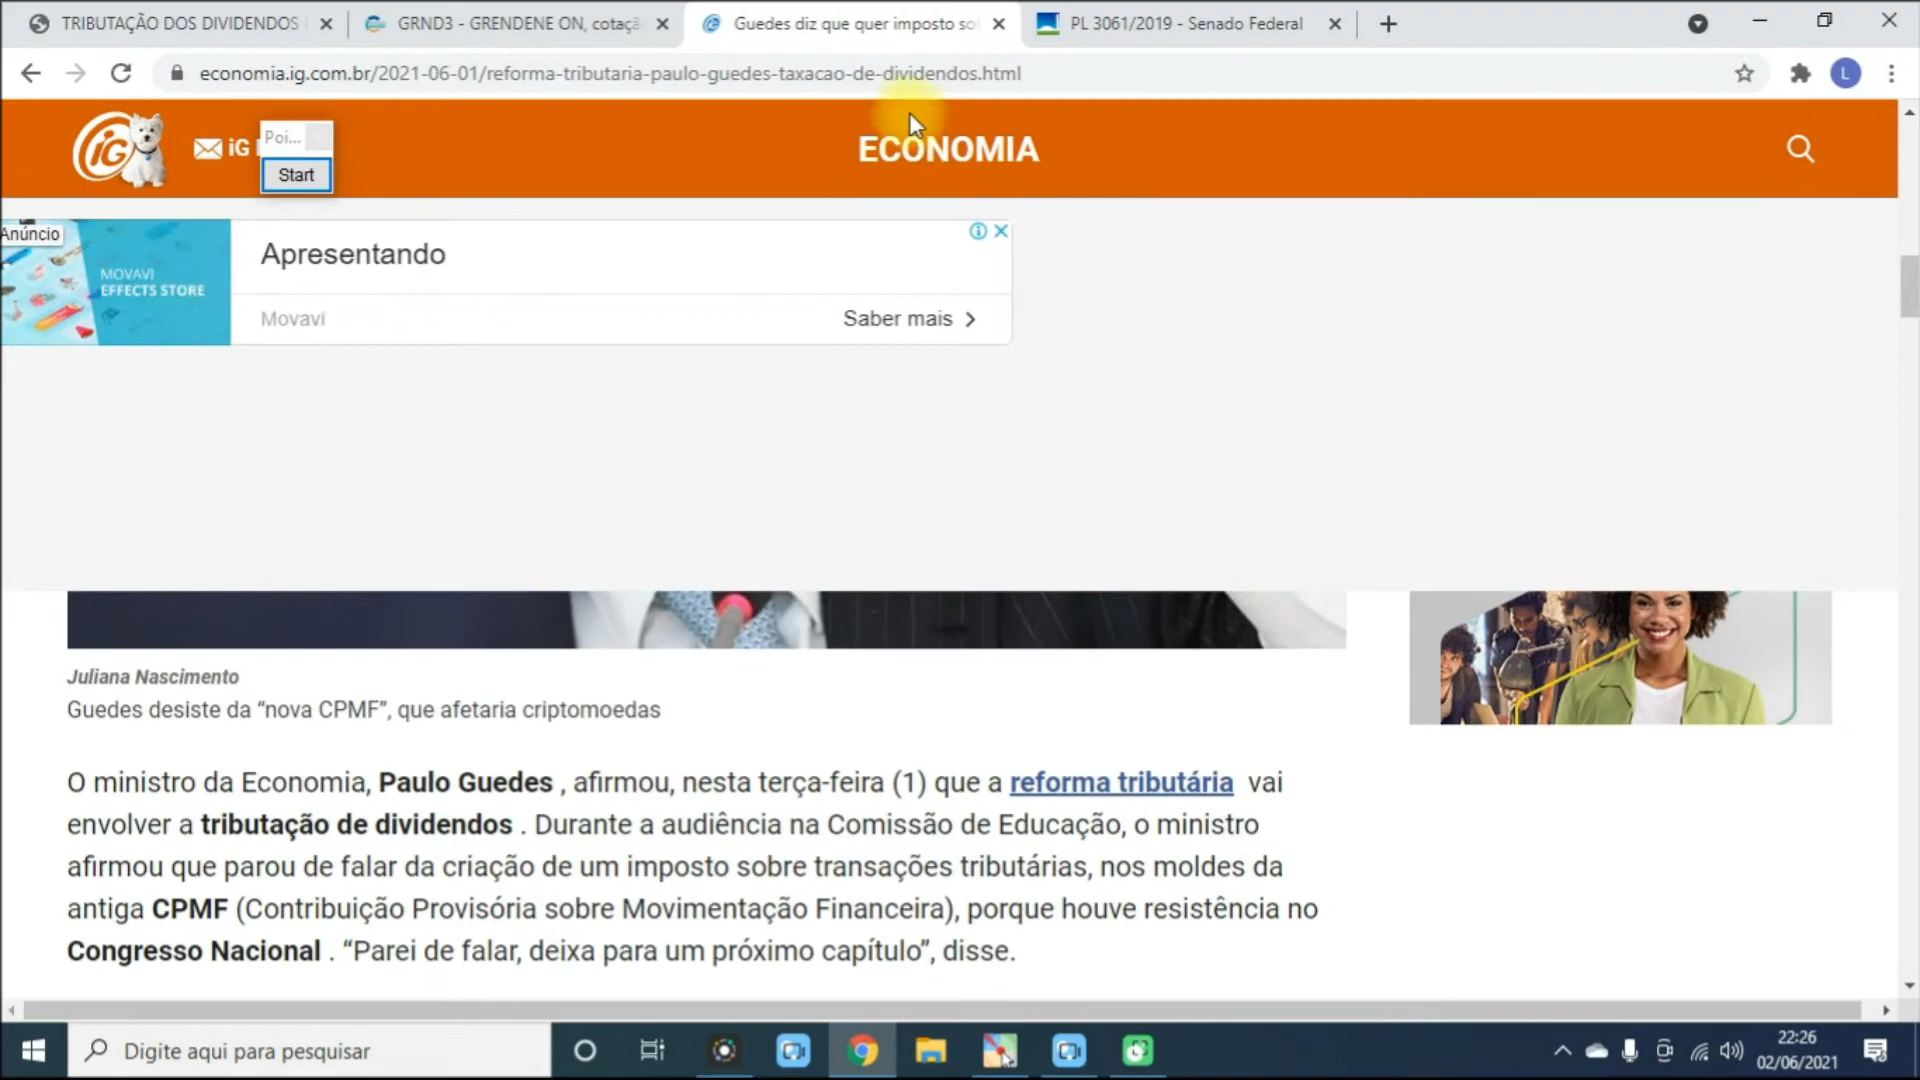 TRIBUTAÇÃO DOS DIVIDENDOS
GRND3 - GRENDENE ON, cotaçã
Guedes diz que quer imposto so
PL 3061/2019 - Senado Federal
economia.ig.com.br/2021-06-01/reforma-tributaria-paulo-guedes-taxacao-de-dividendos.html
L
iG
iG
Poi...
Start
ECONOMIA
Anúncio
MOVAVI
EFFECTS STORE
Apresentando
Movavi
Saber mais
Juliana Nascimento
Guedes desiste da “nova CPMF”, que afetaria criptomoedas
O ministro da Economia, Paulo Guedes , afirmou, nesta terça-feira (1) que a reforma tributária vai
envolver a tributação de dividendos . Durante a audiência na Comissão de Educação, o ministro
afirmou que parou de falar da criação de um imposto sobre transações tributárias, nos moldes da
antiga CPMF (Contribuição Provisória sobre Movimentação Financeira), porque houve resistência no
Congresso Nacional . “Parei de falar, deixa para um próximo capítulo”, disse.
Digite aqui para pesquisar
22:26
02/06/2021